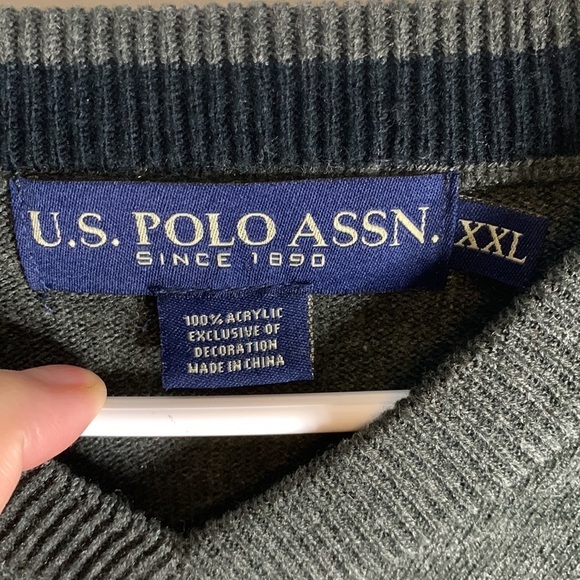 U.S. POLO ASSN.
SINCE 1890
XXL
100% ACRYLIC
EXCLUSIVE OF
DECORATION
MADE IN CHINA